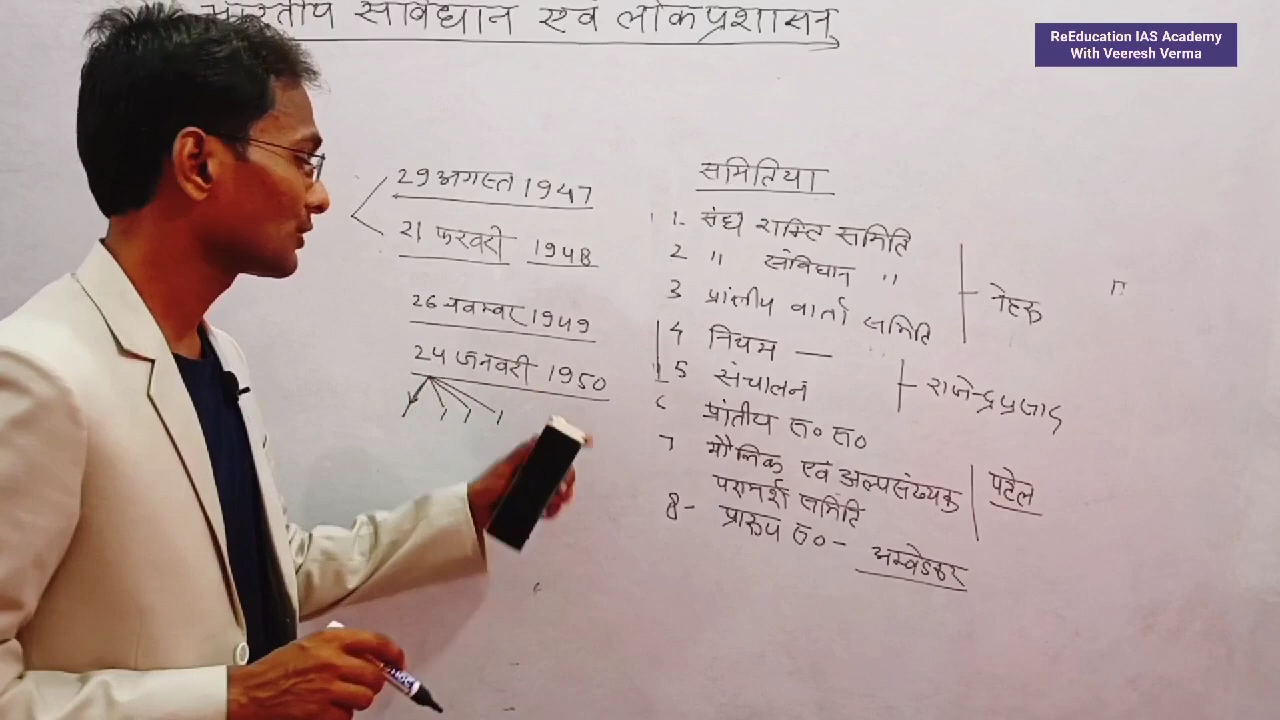 भारतीय संविधान एवं लोकप्रशासन
ReEducation IAS Academy
With Veeresh Verma
29 अगस्त 1947
21 फरवरी 1948
26 नवम्बर 1949
24 जनवरी 1950
समितिया
1- संघ शक्ति समिति
2 " संविधान "
3 प्रांतीय वार्ता समिति
नेहरू
4 नियम —
5 संचालन
राजेन्द्र प्रसाद
6 प्रांतीय स० स०
7 मौलिक एवं अल्पसंख्यक
परामर्श समिति
पटेल
8- प्रारूप स० - अम्बेडकर